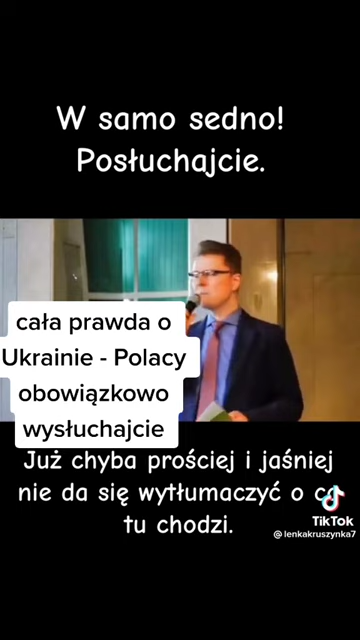 W samo sedno!
Posłuchajcie.
cała prawda o
Ukrainie - Polacy
obowiązkowo
wysłuchajcie
Już chyba prościej i jaśniej
nie da się wytłumaczyć o co
tu chodzi.
TikTok
@lenkakruszynka7